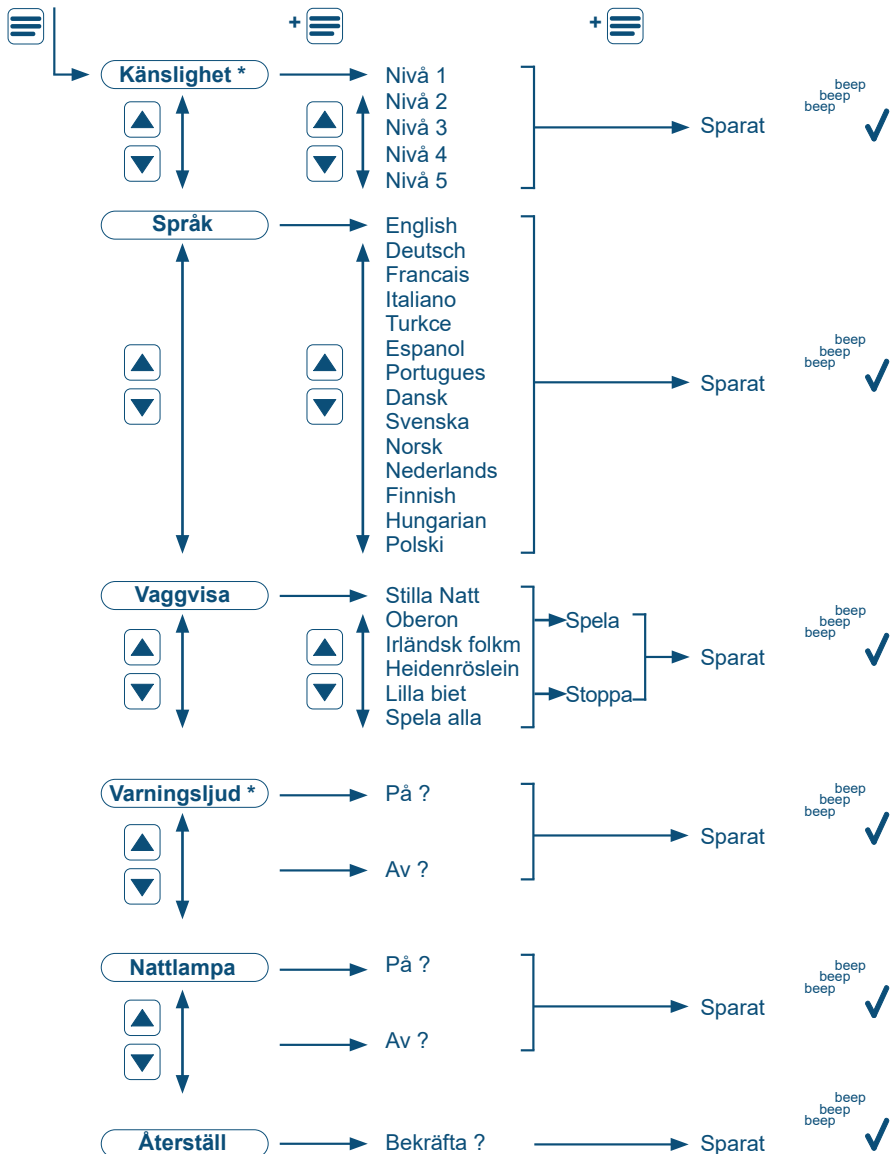 + +
Känslighet *
Nivå 1
Nivå 2
Nivå 3
Nivå 4
Nivå 5
Sparat
beep
beep
beep
Språk
English
Deutsch
Francais
Italiano
Turkce
Espanol
Portugues
Dansk
Svenska
Norsk
Nederlands
Finnish
Hungarian
Polski
Sparat
beep
beep
beep
Vaggvisa
Stilla Natt
Oberon
Irländsk folkm
Heidenröslein
Lilla biet
Spela alla
Spela
Stoppa
Sparat
beep
beep
beep
Varningsljud *
På ?
Av ?
Sparat
beep
beep
beep
Nattlampa
På ?
Av ?
Sparat
beep
beep
beep
Återställ
Bekräfta ?
Sparat
beep
beep
beep